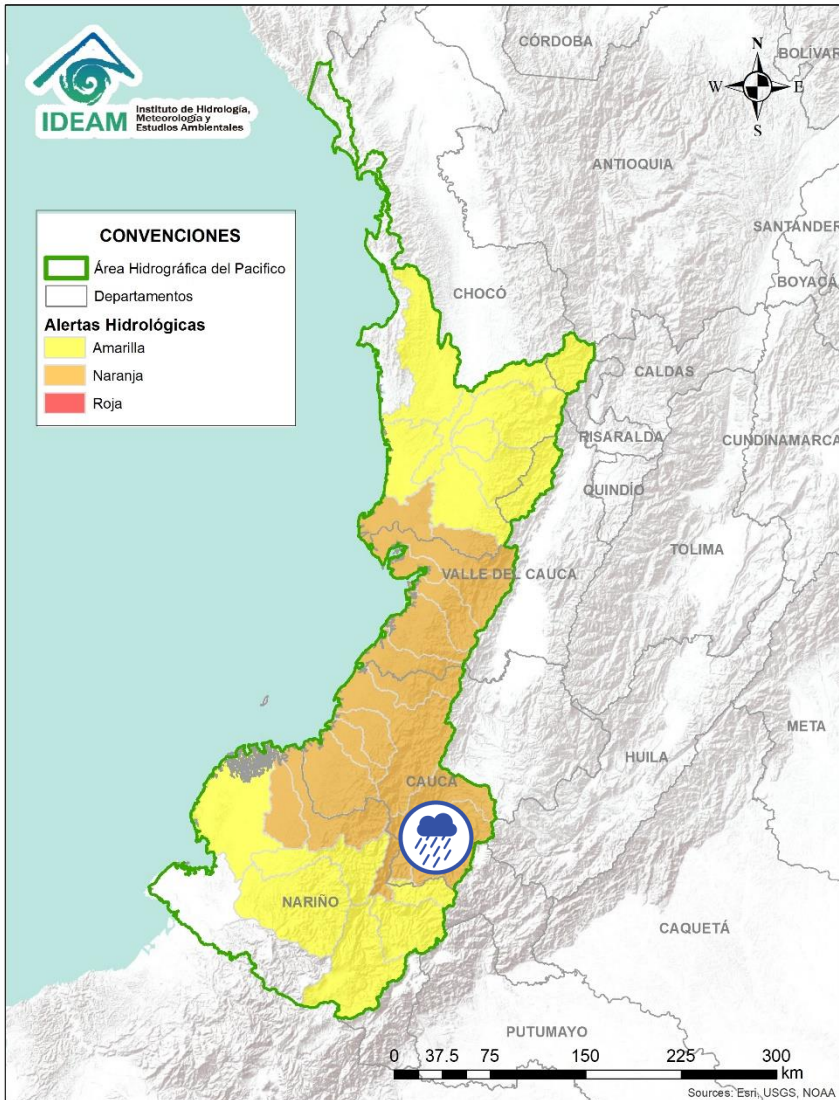 IDEAM
Instituto de Hidrología,
Meteorología y
Estudios Ambientales
CÓRDOBA
BOLÍVAR
N
W
E
S
ANTIOQUIA
SANTANDER
BOYACÁ
CONVENCIONES
Área Hidrográfica del Pacifico
Departamentos
Alertas Hidrológicas
Amarilla
Naranja
Roja
CHOCÓ
CALDAS
RISARALDA
CUNDINAMARCA
QUINDÍO
TOLIMA
VALLE DEL CAUCA
META
HUILA
CAUCA
NARIÑO
CAQUETÁ
PUTUMAYO
0 37.5 75 150 225 300
km
Sources: Esri, USGS, NOAA